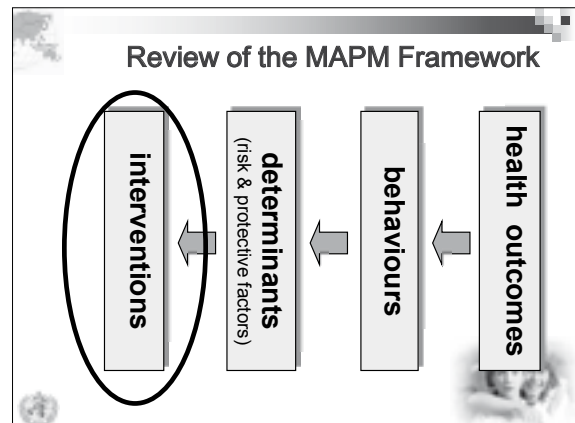 Review of the MAPM Framework
interventions
determinants
(risk & protective factors)
behaviours
health outcomes